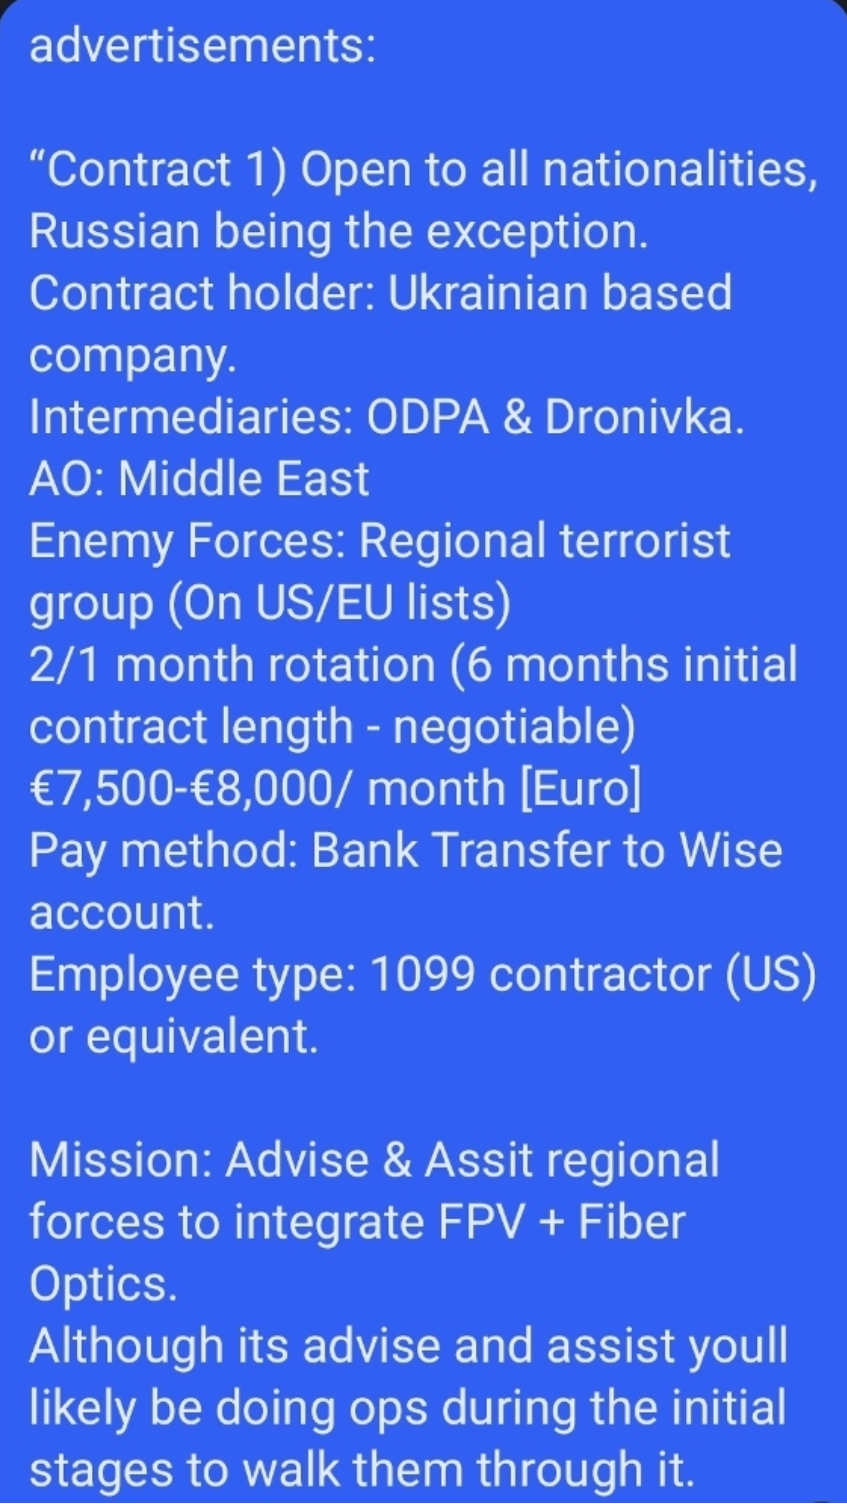 advertisements:
“Contract 1) Open to all nationalities,
Russian being the exception.
Contract holder: Ukrainian based
company.
Intermediaries: ODPA & Dronivka.
AO: Middle East
Enemy Forces: Regional terrorist
group (On US/EU lists)
2/1 month rotation (6 months initial
contract length - negotiable)
€7,500-€8,000/ month [Euro]
Pay method: Bank Transfer to Wise
account.
Employee type: 1099 contractor (US)
or equivalent.
Mission: Advise & Assit regional
forces to integrate FPV + Fiber
Optics.
Although its advise and assist youll
likely be doing ops during the initial
stages to walk them through it.